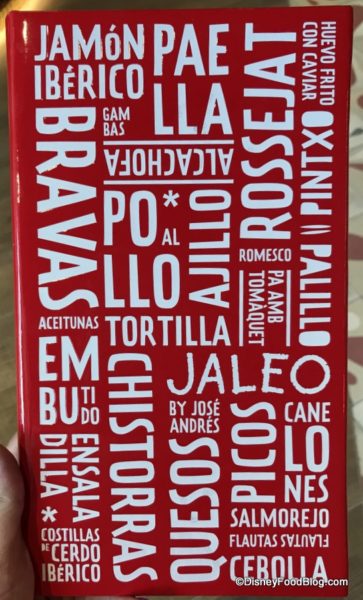 JAMÓN
IBÉRICO
PAE
LLA
HUEVO FRITO
CON CAVIAR
GAM
BAS
BRAVAS
ALCACHOFA
ROSSEJAT
PINTXO
PALILLO
PO*
LLO
AL
AJILLO
ROMESCO
PA AMB
TOMÀQUET
ACEITUNAS
TORTILLA
EM
BU
TI
DO
CHISTORRAS
JALEO
BY JOSÉ
ANDRÉS
QUESOS
PICOS
CANE
LO
NES
ENSALA
DILLA*
SALMOREJO
COSTILLAS
DE CERDO
IBÉRICO
FLAUTAS
FLAUTAS
CEBOLLA
©DisneyFoodBlog.com